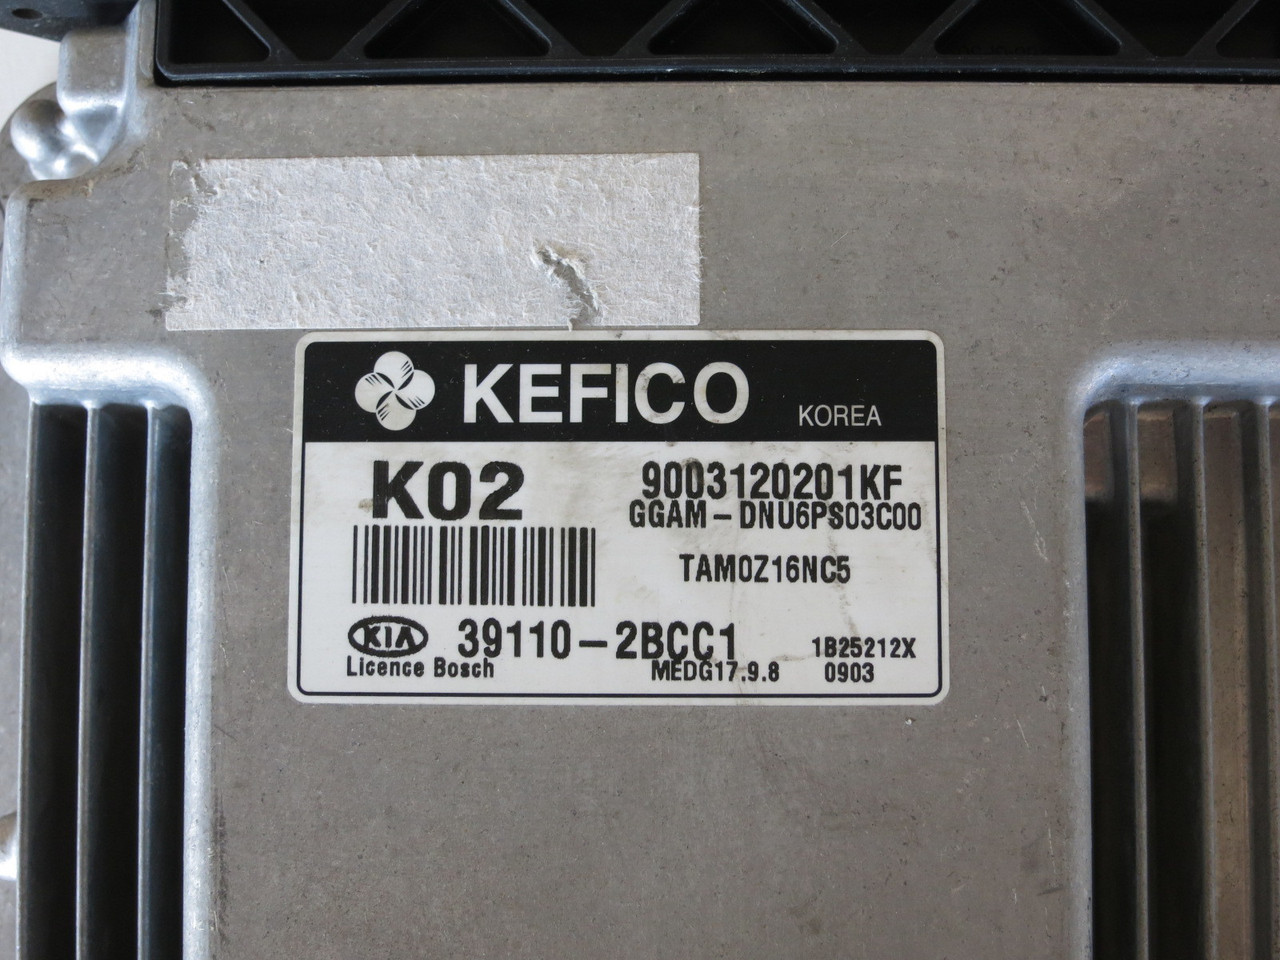 KEFICO KOREA
K02 9003120201KF
GGAM-DNU6PS03C00
TAM0Z16NC5
KIA 39110-2BCC1 1B25212X
Licence Bosch MEDG17.9.8 0903